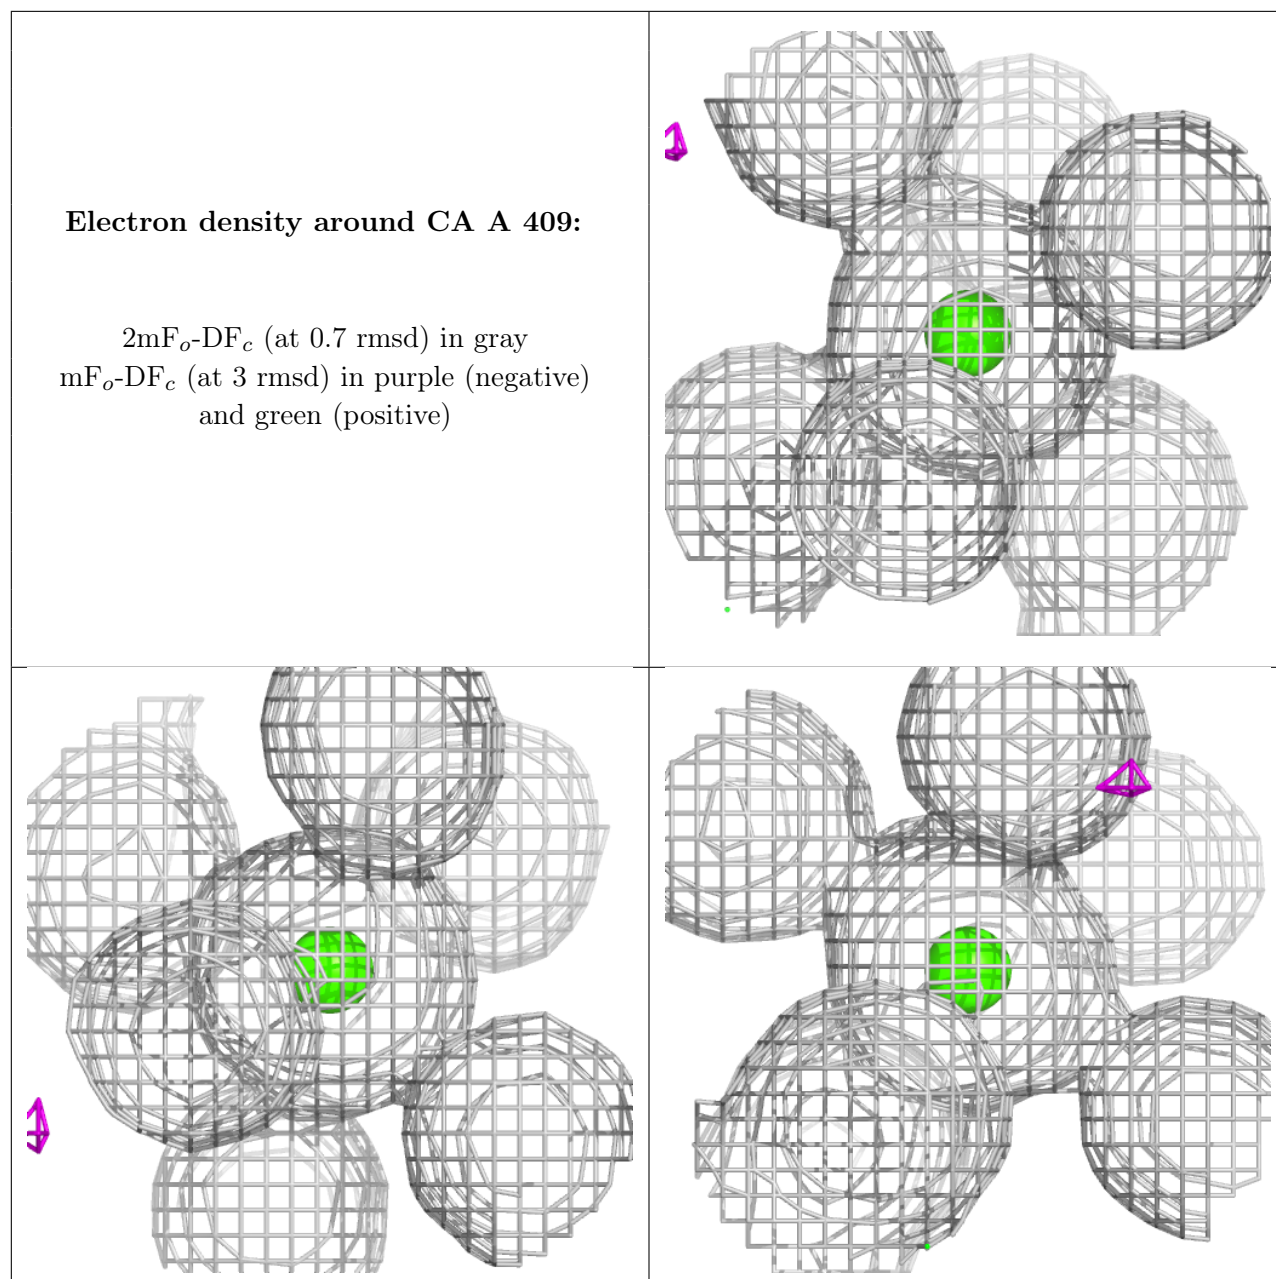 Electron density around CA A 409:
2mFo-DFc (at 0.7 rmsd) in gray
mFo-DFc (at 3 rmsd) in purple (negative)
and green (positive)